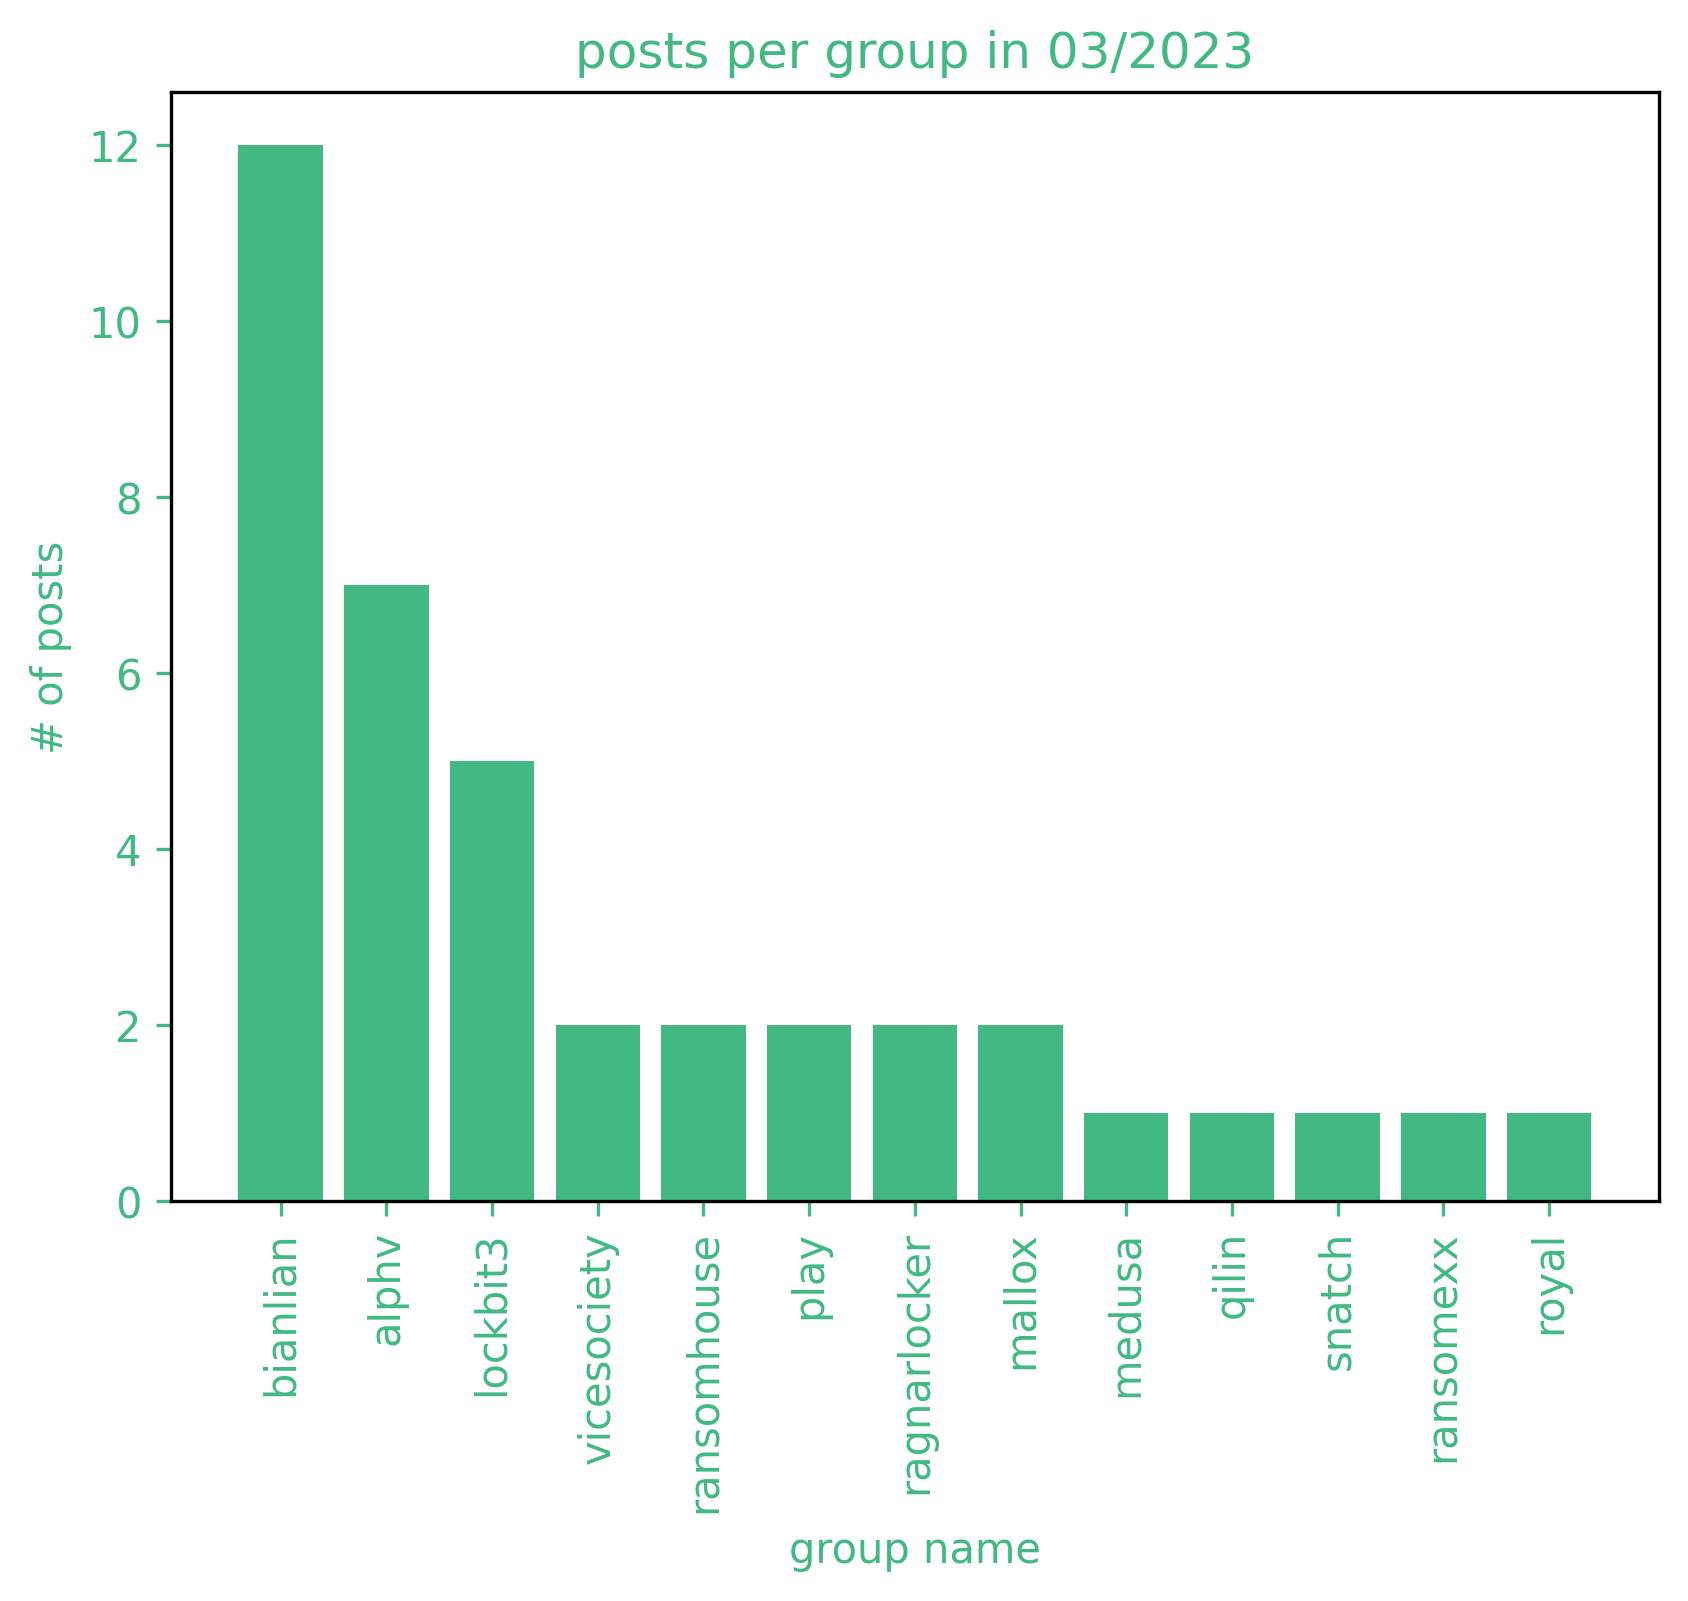 posts per group in 03/2023
12
10
8
6
4
2
0
# of posts
bianlian
alphv
lockbit3
vicesociety
ransomhouse
play
ragnarlocker
mallox
medusa
qilin
snatch
ransomexx
royal
group name